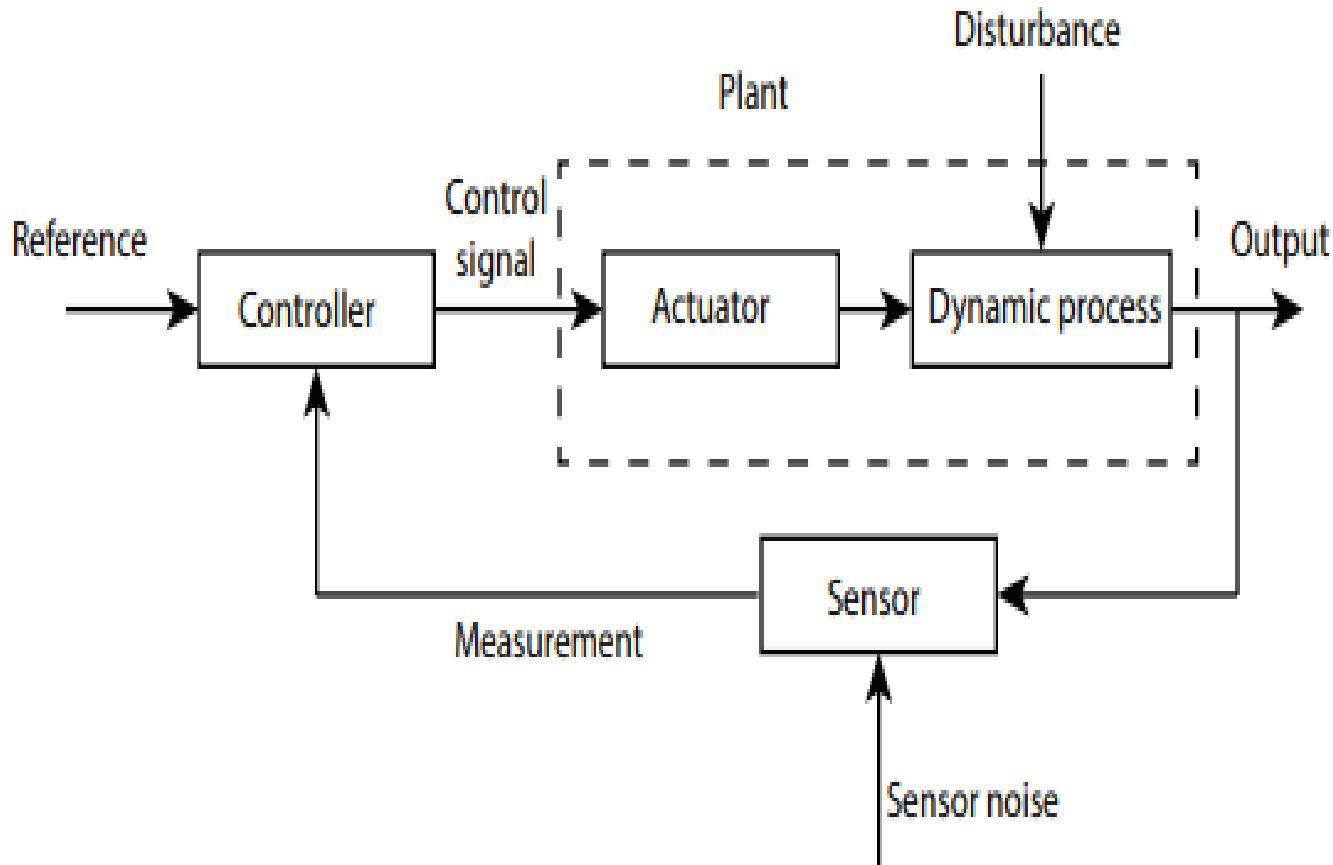 Disturbance
Plant
Control
signal
Reference
Output
Controller
Actuator
Dynamic process
Sensor
Measurement
Sensor noise